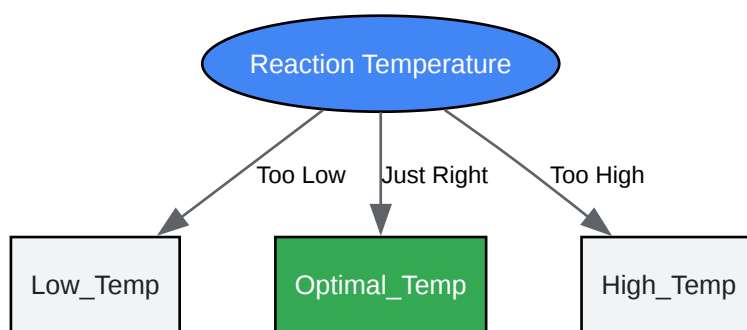 Reaction Temperature
Too Low
Just Right
Too High
Low_Temp
Optimal_Temp
High_Temp